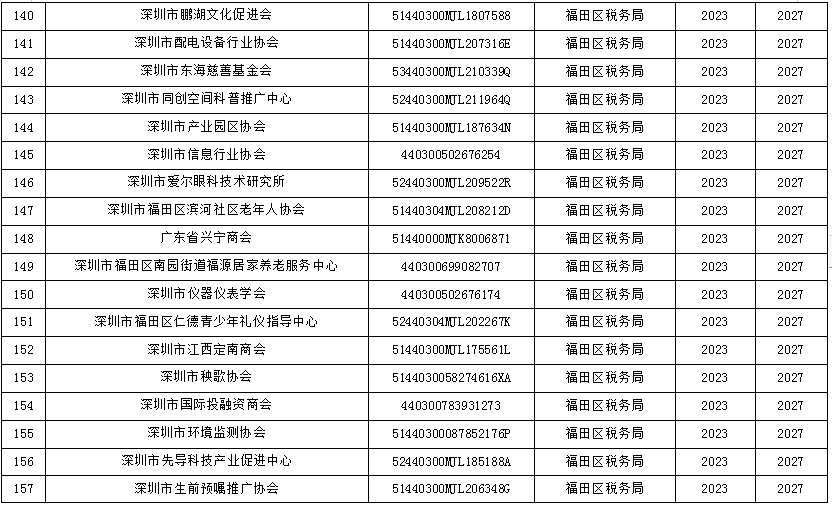 140 深圳市鹏湖文化促进会 51440300MJL1807588 福田区税务局 2023 2027
141 深圳市配电设备行业协会 51440300MJL207316E 福田区税务局 2023 2027
142 深圳市东海慈善基金会 53440300MJL210339Q 福田区税务局 2023 2027
143 深圳市同创空间科普推广中心 52440300MJL211964Q 福田区税务局 2023 2027
144 深圳市产业园区协会 51440300MJL187634N 福田区税务局 2023 2027
145 深圳市信息行业协会 440300502676254 福田区税务局 2023 2027
146 深圳市爱尔眼科技术研究所 52440300MJL209522R 福田区税务局 2023 2027
147 深圳市福田区滨河社区老年人协会 51440304MJL208212D 福田区税务局 2023 2027
148 广东省兴宁商会 51440000MJK8006871 福田区税务局 2023 2027
149 深圳市福田区南园街道福源居家养老服务中心 440300699082707 福田区税务局 2023 2027
150 深圳市仪器仪表学会 440300502676174 福田区税务局 2023 2027
151 深圳市福田区仁德青少年礼仪指导中心 52440304MJL202267K 福田区税务局 2023 2027
152 深圳市江西定南商会 51440300MJL175561L 福田区税务局 2023 2027
153 深圳市秧歌协会 5144030058274616XA 福田区税务局 2023 2027
154 深圳市国际投融资商会 440300783931273 福田区税务局 2023 2027
155 深圳市环境监测协会 51440300087852176P 福田区税务局 2023 2027
156 深圳市先导科技产业促进中心 52440300MJL185188A 福田区税务局 2023 2027
157 深圳市生前预嘱推广协会 51440300MJL206348G 福田区税务局 2023 2027